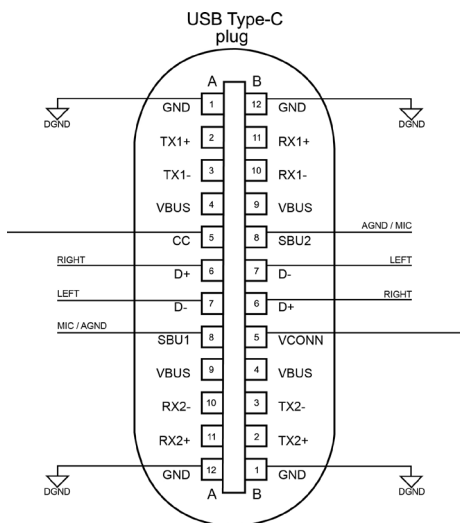 USB Type-C
plug
A B
GND 1 12 GND
DGND DGND
TX1+ 2 11 RX1+
TX1- 3 10 RX1-
VBUS 4 9 VBUS
CC 5 8 SBU2 AGND / MIC
RIGHT D+ 6 7 D- LEFT
LEFT D- 7 6 D+ RIGHT
MIC / AGND SBU1 8 5 VCONN
VBUS 9 4 VBUS
RX2- 10 3 TX2-
RX2+ 11 2 TX2+
GND 12 1 GND
DGND DGND
A B